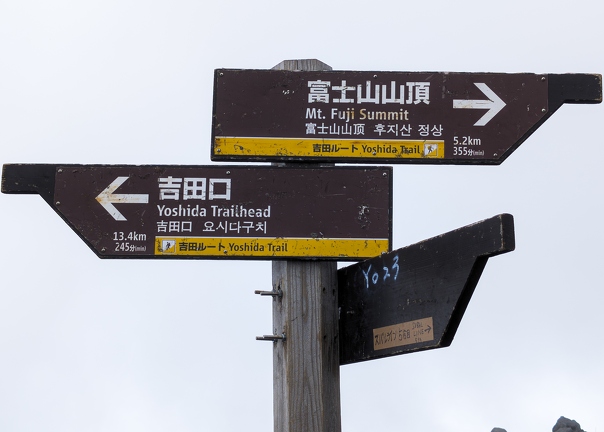 富士山山頂
Mt. Fuji Summit
富士山山顶 후지산 정상
5.2km
355分(min)
吉田ルート Yoshida Trail
吉田口
Yoshida Trailhead
吉田口 요시다구치
13.4km
245分(min)
吉田ルート Yoshida Trail
Yo23